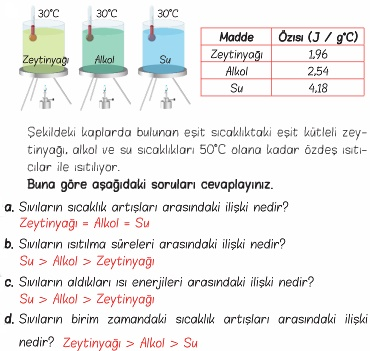 30°C 30°C 30°C
Zeytinyağı Alkol Su
Madde Özısı (J / g°C)
Zeytinyağı 1,96
Alkol 2,54
Su 4,18
Şekildeki kaplarda bulunan eşit sıcaklıktaki eşit kütleli zey-
tinyağı, alkol ve su sıcaklıkları 50°C olana kadar özdeş ısıtı-
cılar ile ısıtılıyor.
Buna göre aşağıdaki soruları cevaplayınız.
a. Sıvıların sıcaklık artışları arasındaki ilişki nedir?
Zeytinyağı = Alkol = Su
b. Sıvıların ısıtılma süreleri arasındaki ilişki nedir?
Su > Alkol > Zeytinyağı
c. Sıvıların aldıkları ısı enerjileri arasındaki ilişki nedir?
Su > Alkol > Zeytinyağı
d. Sıvıların birim zamandaki sıcaklık artışları arasındaki ilişki
nedir? Zeytinyağı > Alkol > Su